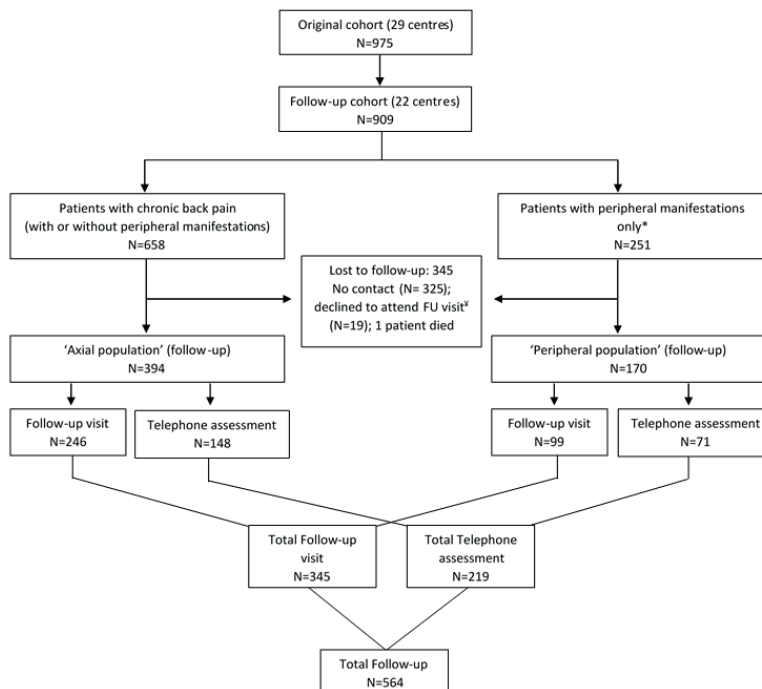 Original cohort (29 centres)
N=975
Follow-up cohort (22 centres)
N=909
Patients with chronic back pain
(with or without peripheral manifestations)
N=658
Patients with peripheral manifestations
only*
N=251
Lost to follow-up: 345
No contact (N= 325);
declined to attend FU visit¥
(N=19); 1 patient died
'Axial population' (follow-up)
N=394
'Peripheral population' (follow-up)
N=170
Follow-up visit
N=246
Telephone assessment
N=148
Follow-up visit
N=99
Telephone assessment
N=71
Total Follow-up
visit
N=345
Total Telephone
assessment
N=219
Total Follow-up
N=564